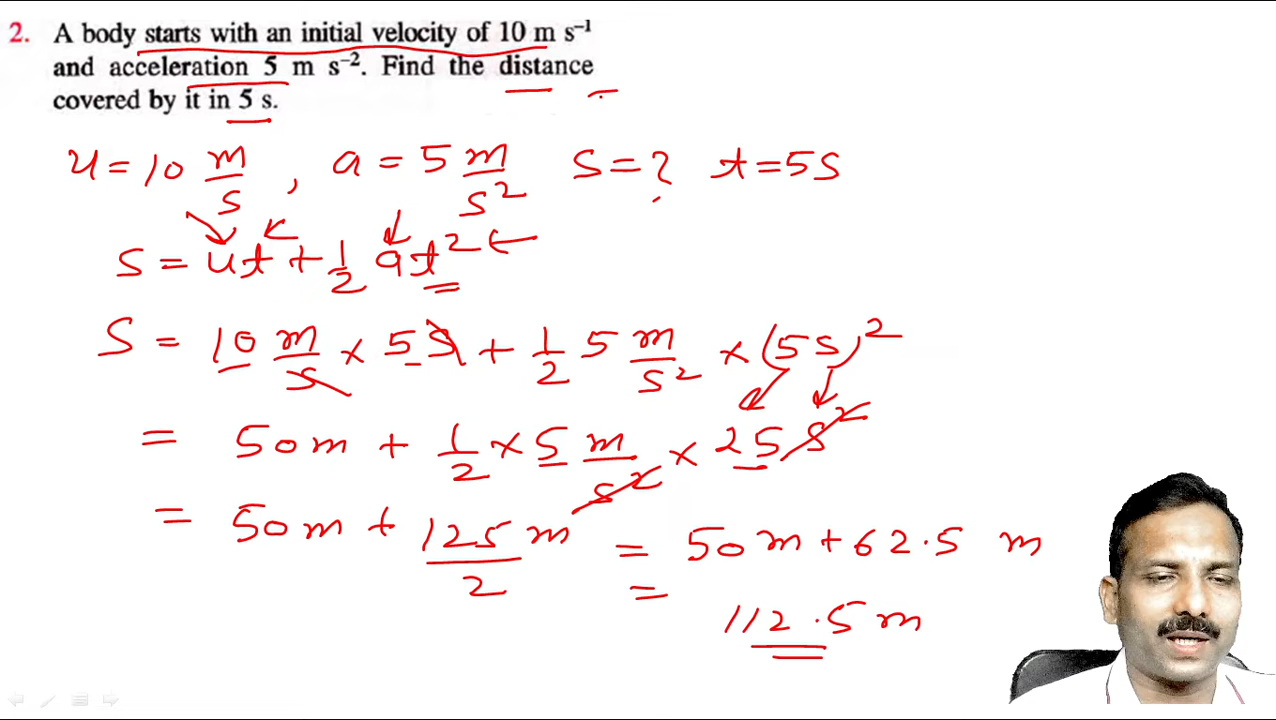 2. A body starts with an initial velocity of 10 m s⁻¹
and acceleration 5 m s⁻². Find the distance
covered by it in 5 s.
u = 10 m/s , a = 5 m/s² s = ? t = 5s
s = ut + 1/2 at²
s = 10 m/s × 5s + 1/2 5 m/s² × (5s)²
= 50m + 1/2 × 5 m/s² × 25 s²
= 50m + 125/2 m = 50m + 62.5 m
= 112.5 m